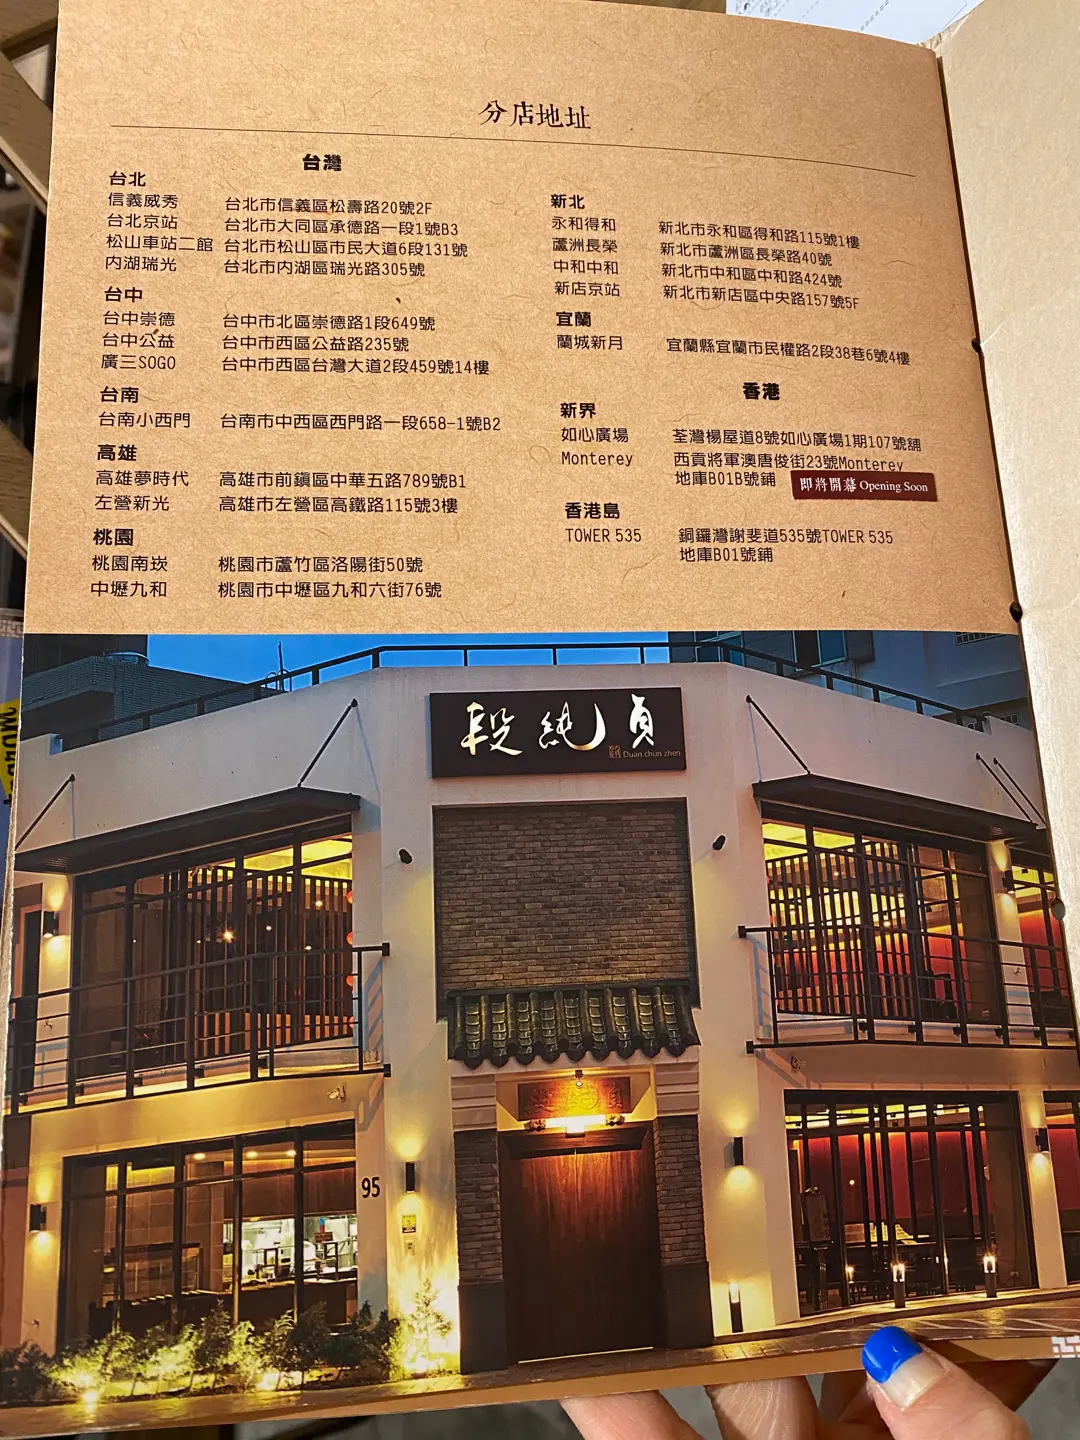 分店地址
台灣
台北
信義威秀 台北市信義區松壽路20號2F
台北京站 台北市大同區承德路一段1號B3
松山車站二館 台北市松山區市民大道6段131號
內湖瑞光 台北市內湖區瑞光路305號
台中
台中崇德 台中市北區崇德路1段649號
台中公益 台中市西區公益路235號
廣三SOGO 台中市西區台灣大道2段459號14樓
台南
台南小西門 台南市中西區西門路一段658-1號B2
高雄
高雄夢時代 高雄市前鎮區中華五路789號B1
左營新光 高雄市左營區高鐵路115號3樓
桃園
桃園南崁 桃園市蘆竹區洛陽街50號
中壢九和 桃園市中壢區九和六街76號
新北
永和得和 新北市永和區得和路115號1樓
蘆洲長榮 新北市蘆洲區長榮路40號
中和中和 新北市中和區中和路424號
新店京站 新北市新店區中央路157號5F
宜蘭
蘭城新月 宜蘭縣宜蘭市民權路2段38巷6號4樓
香港
新界
如心廣場 荃灣楊屋道8號如心廣場1期107號舖
Monterey 西貢將軍澳唐俊街23號Monterey
地庫B01B號鋪 即將開幕 Opening Soon
香港島
TOWER 535 銅鑼灣謝斐道535號TOWER 535
地庫B01號鋪
段純貞
Duan chun zhen
95